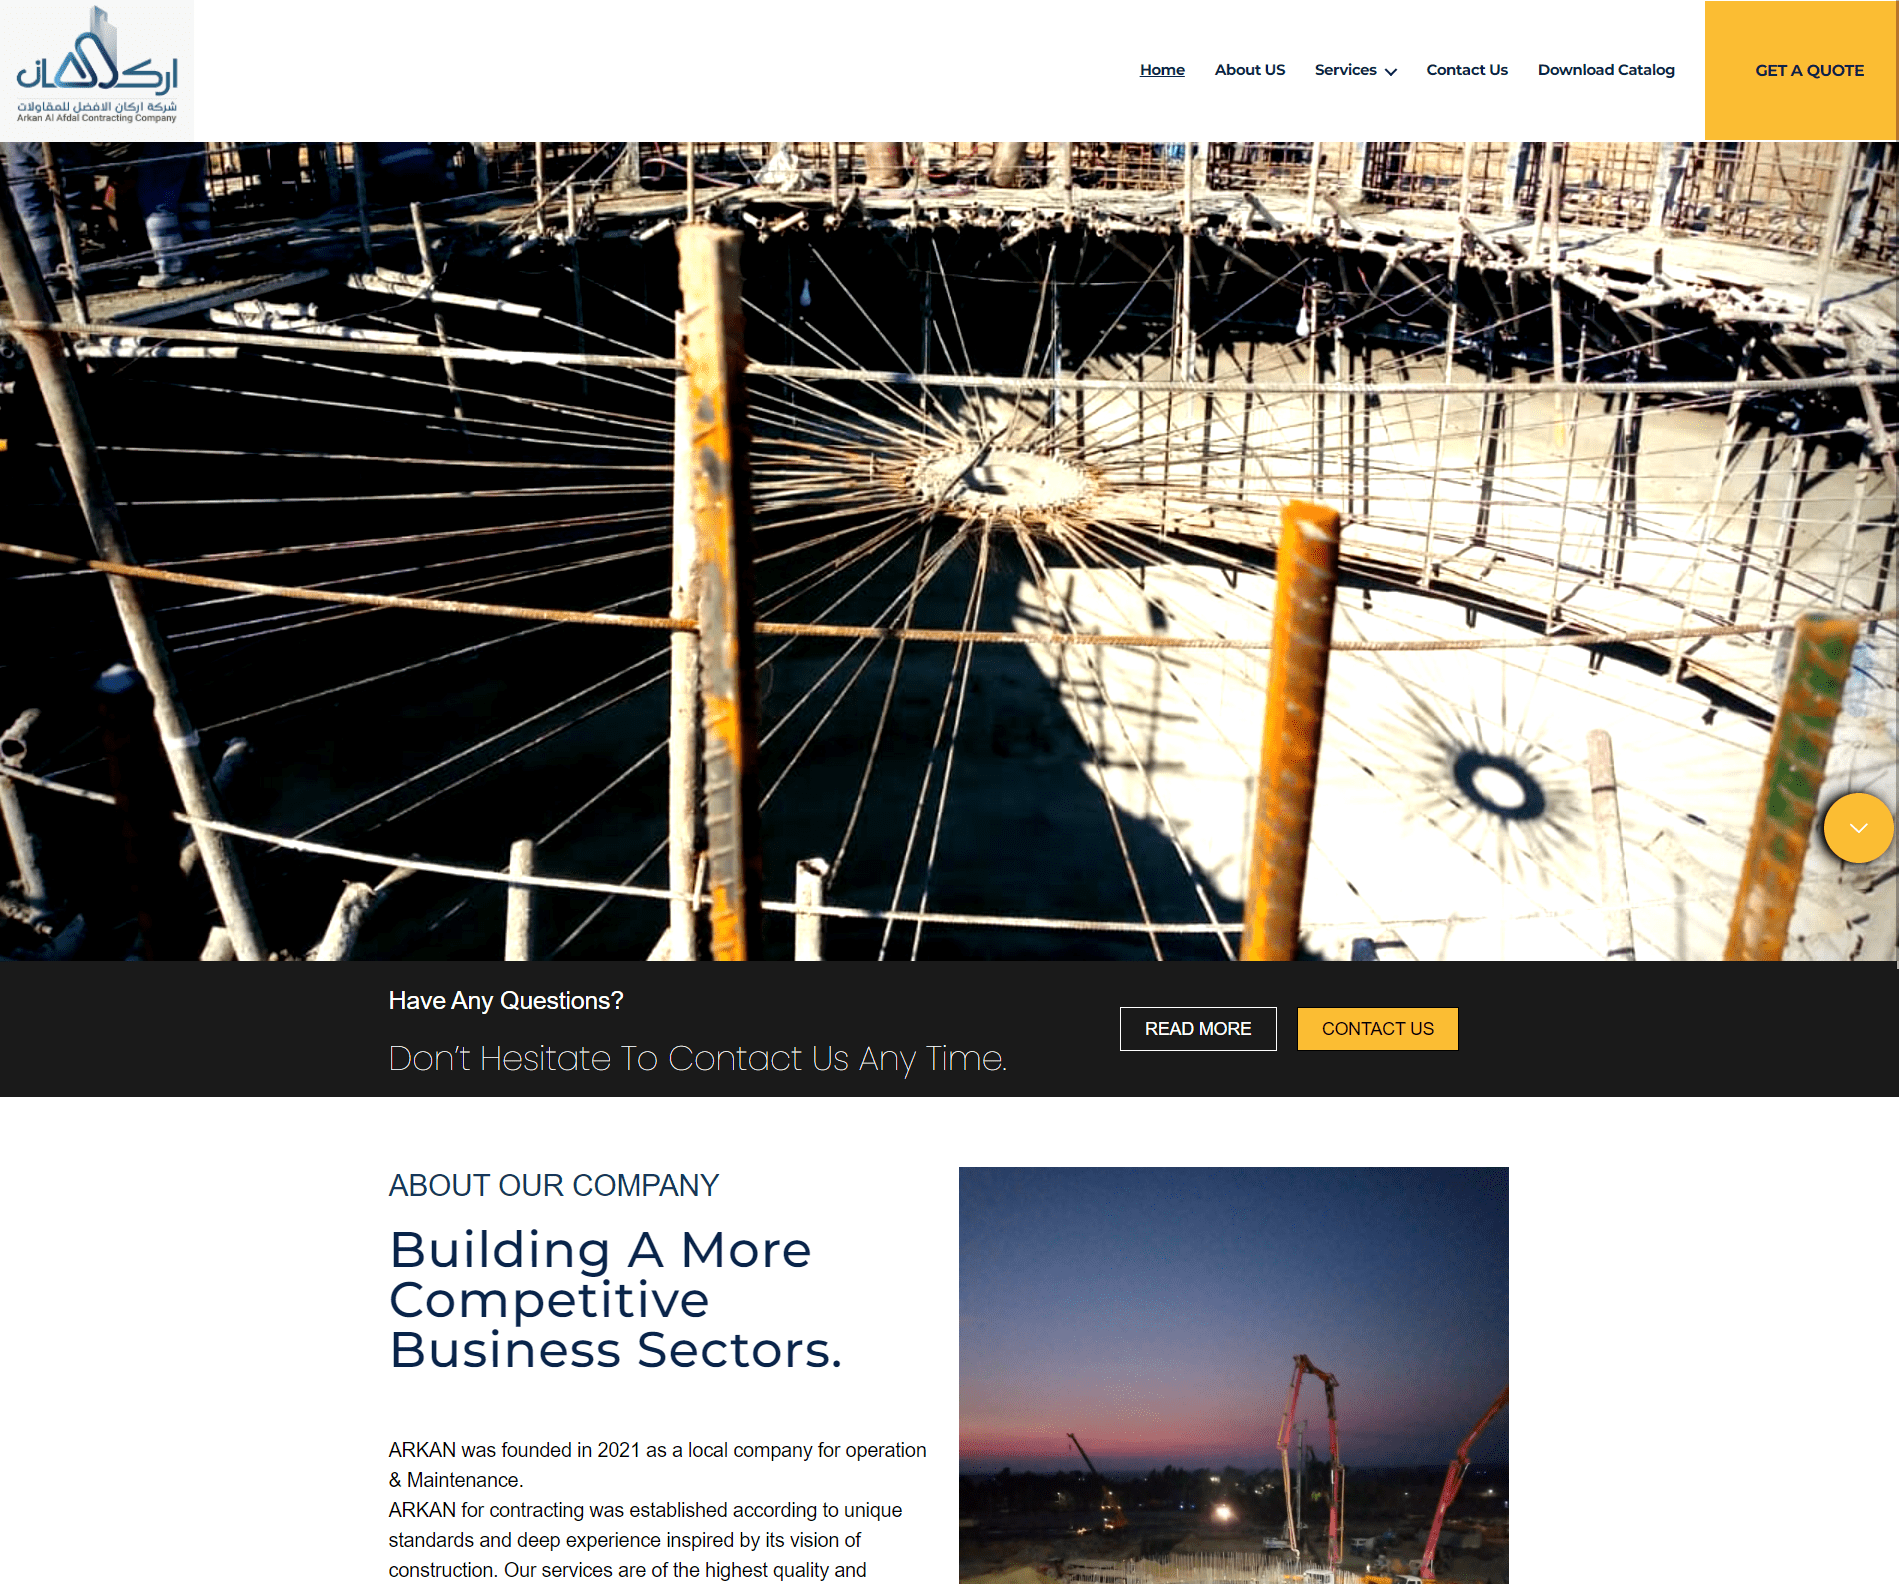 اركان
شركة اركان الافضل للمقاولات
Arkan Al Afdal Contracting Company
Home
About US
Services
Contact Us
Download Catalog
GET A QUOTE
Have Any Questions?
Don’t Hesitate To Contact Us Any Time.
READ MORE
CONTACT US
ABOUT OUR COMPANY
Building A More
Competitive
Business Sectors.
ARKAN was founded in 2021 as a local company for operation
& Maintenance.
ARKAN for contracting was established according to unique
standards and deep experience inspired by its vision of
construction. Our services are of the highest quality and